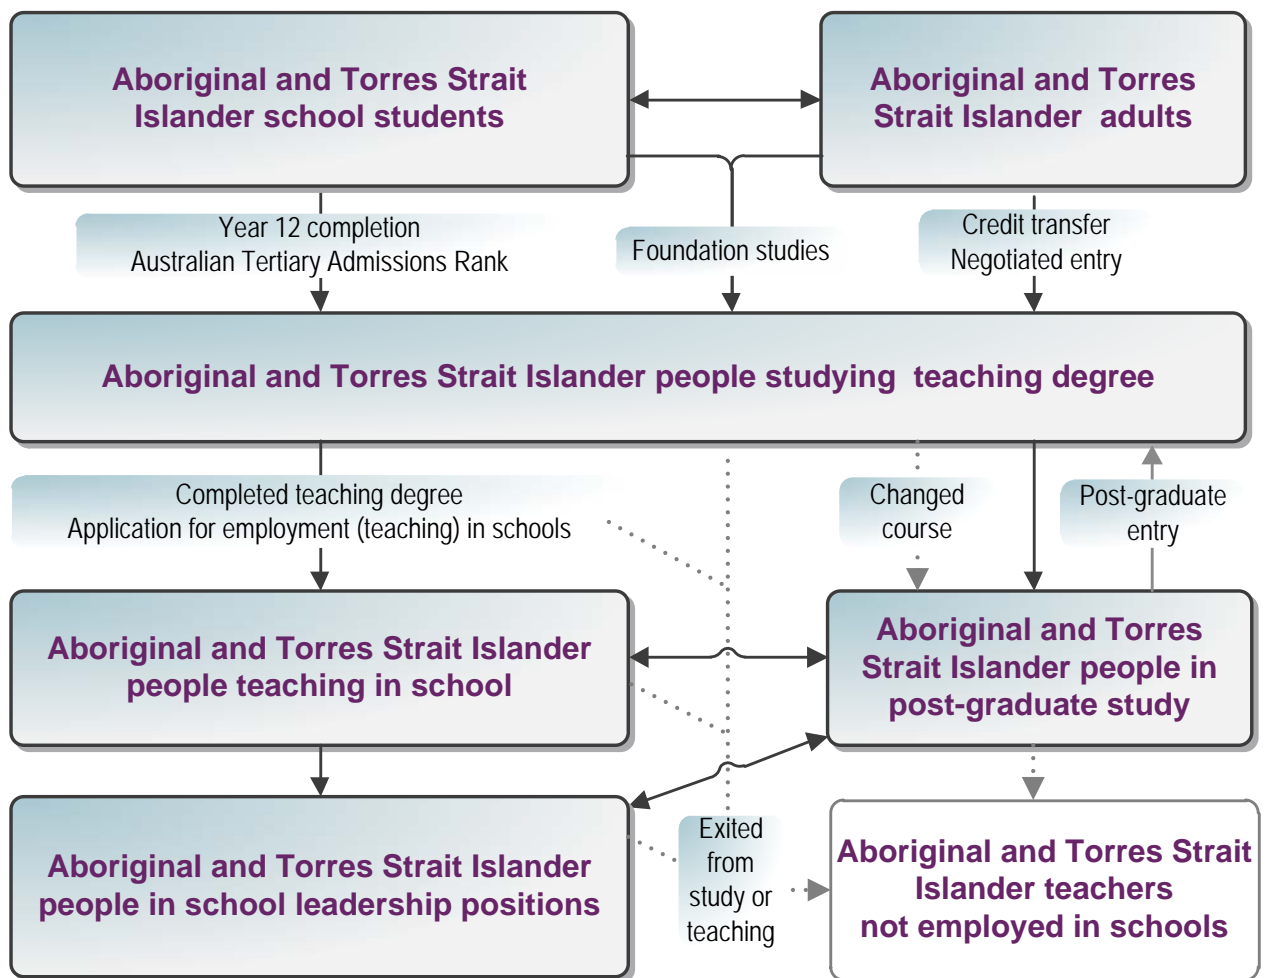 Aboriginal and Torres Strait
Islander school students
Aboriginal and Torres
Strait Islander adults
Year 12 completion
Australian Tertiary Admissions Rank
Foundation studies
Credit transfer
Negotiated entry
Aboriginal and Torres Strait Islander people studying teaching degree
Completed teaching degree
Application for employment (teaching) in schools
Changed
course
Post-graduate
entry
Aboriginal and Torres Strait Islander
people teaching in school
Aboriginal and Torres
Strait Islander people in
post-graduate study
Aboriginal and Torres Strait Islander
people in school leadership positions
Exited
from
study or
teaching
Aboriginal and Torres Strait
Islander teachers
not employed in schools